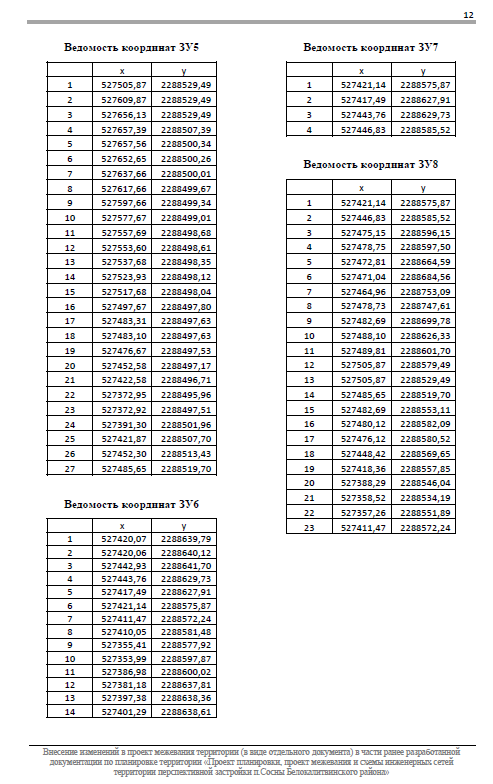 12
Ведомость координат ЗУ5
x y
1 527505,87 2288529,49
2 527609,87 2288529,49
3 527656,13 2288529,49
4 527657,39 2288507,39
5 527657,56 2288500,34
6 527652,65 2288500,26
7 527637,66 2288500,01
8 527617,66 2288499,67
9 527597,66 2288499,34
10 527577,67 2288499,01
11 527557,69 2288498,68
12 527553,60 2288498,61
13 527537,68 2288498,35
14 527523,93 2288498,12
15 527517,68 2288498,04
16 527497,67 2288497,80
17 527483,31 2288497,63
18 527483,10 2288497,63
19 527476,67 2288497,53
20 527452,58 2288497,17
21 527422,58 2288496,71
22 527372,95 2288495,96
23 527372,92 2288497,51
24 527391,30 2288501,96
25 527421,87 2288507,70
26 527452,30 2288513,43
27 527485,65 2288519,70
Ведомость координат ЗУ6
x y
1 527420,07 2288639,79
2 527420,06 2288640,12
3 527442,93 2288641,70
4 527443,76 2288629,73
5 527417,49 2288627,91
6 527421,14 2288575,87
7 527411,47 2288572,24
8 527410,05 2288581,48
9 527355,41 2288577,92
10 527353,99 2288597,87
11 527386,98 2288600,02
12 527381,18 2288637,81
13 527397,38 2288638,36
14 527401,29 2288638,61
Ведомость координат ЗУ7
x y
1 527421,14 2288575,87
2 527417,49 2288627,91
3 527443,76 2288629,73
4 527446,83 2288585,52
Ведомость координат ЗУ8
x y
1 527421,14 2288575,87
2 527446,83 2288585,52
3 527475,15 2288596,15
4 527478,75 2288597,50
5 527472,81 2288664,59
6 527471,04 2288684,56
7 527464,96 2288753,09
8 527478,73 2288747,61
9 527482,69 2288699,78
10 527488,10 2288626,33
11 527489,81 2288601,70
12 527505,87 2288579,49
13 527505,87 2288529,49
14 527485,65 2288519,70
15 527482,69 2288553,11
16 527480,12 2288582,09
17 527476,12 2288580,52
18 527448,42 2288569,65
19 527418,36 2288557,85
20 527388,29 2288546,04
21 527358,52 2288534,19
22 527357,26 2288551,89
23 527411,47 2288572,24
Внесение изменений в проект межевания территории (в виде отдельного документа) в части ранее разработанной
документации по планировке территории «Проект планировки, проект межевания и схемы инженерных сетей
территории перспективной застройки п.Сосны Белокалитвинского района»